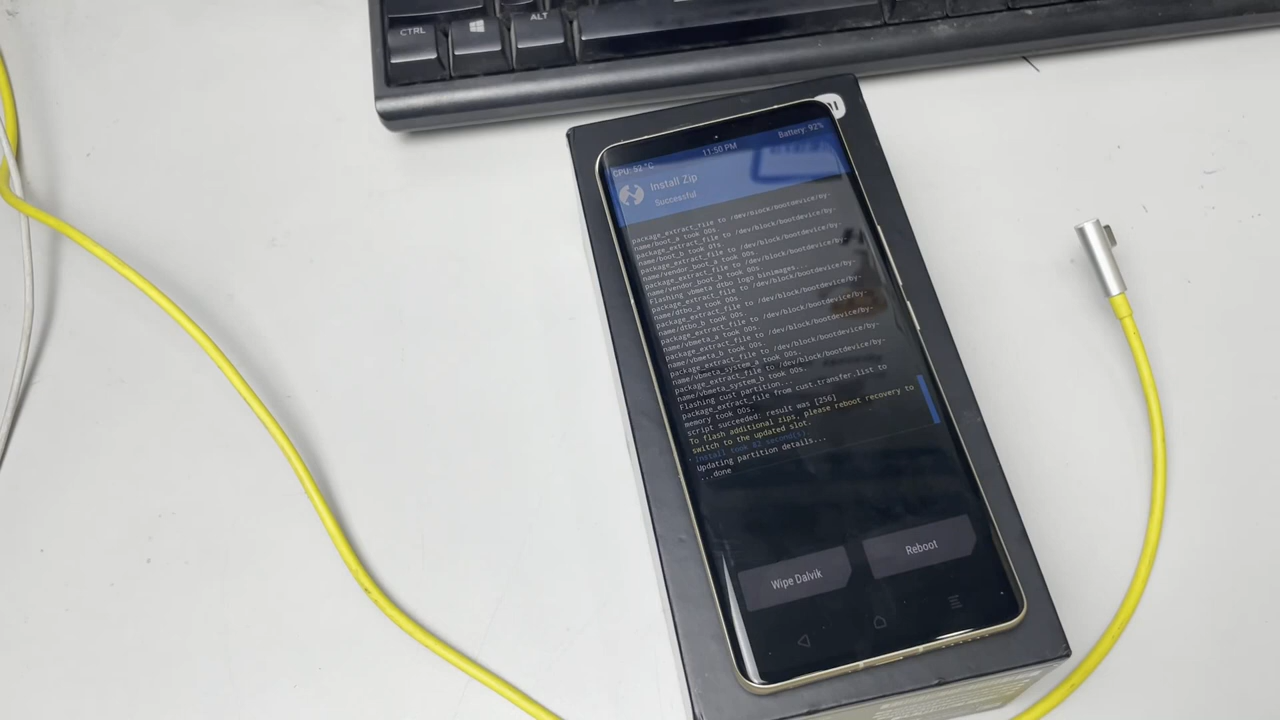 CTRL
ALT
Battery: 92%
11:50 PM
CPU: 52 °C
Install Zip
Successful
package_extract_file to /dev/block/bootdevice/by-
name/boot_a took 00s.
package_extract_file to /dev/block/bootdevice/by-
name/boot_b took 01s.
package_extract_file to /dev/block/bootdevice/by-
name/vendor_boot_a took 00s.
package_extract_file to /dev/block/bootdevice/by-
name/vendor_boot_b took 00s.
Flashing vbmeta dtbo logo binimages...
package_extract_file to /dev/block/bootdevice/by-
name/dtbo_a took 00s.
package_extract_file to /dev/block/bootdevice/by-
name/dtbo_b took 00s.
package_extract_file to /dev/block/bootdevice/by-
name/vbmeta_a took 00s.
package_extract_file to /dev/block/bootdevice/by-
name/vbmeta_b took 00s.
package_extract_file to /dev/block/bootdevice/by-
name/vbmeta_system_a took 00s.
package_extract_file to /dev/block/bootdevice/by-
name/vbmeta_system_b took 00s.
Flashing cust partition...
package_extract_file from cust.transfer.list to
memory took 00s.
script succeeded: result was [256]
To flash additional zips, please reboot recovery to
switch to the updated slot.
Install took 82 second(s).
Updating partition details...
...done
Wipe Dalvik
Reboot